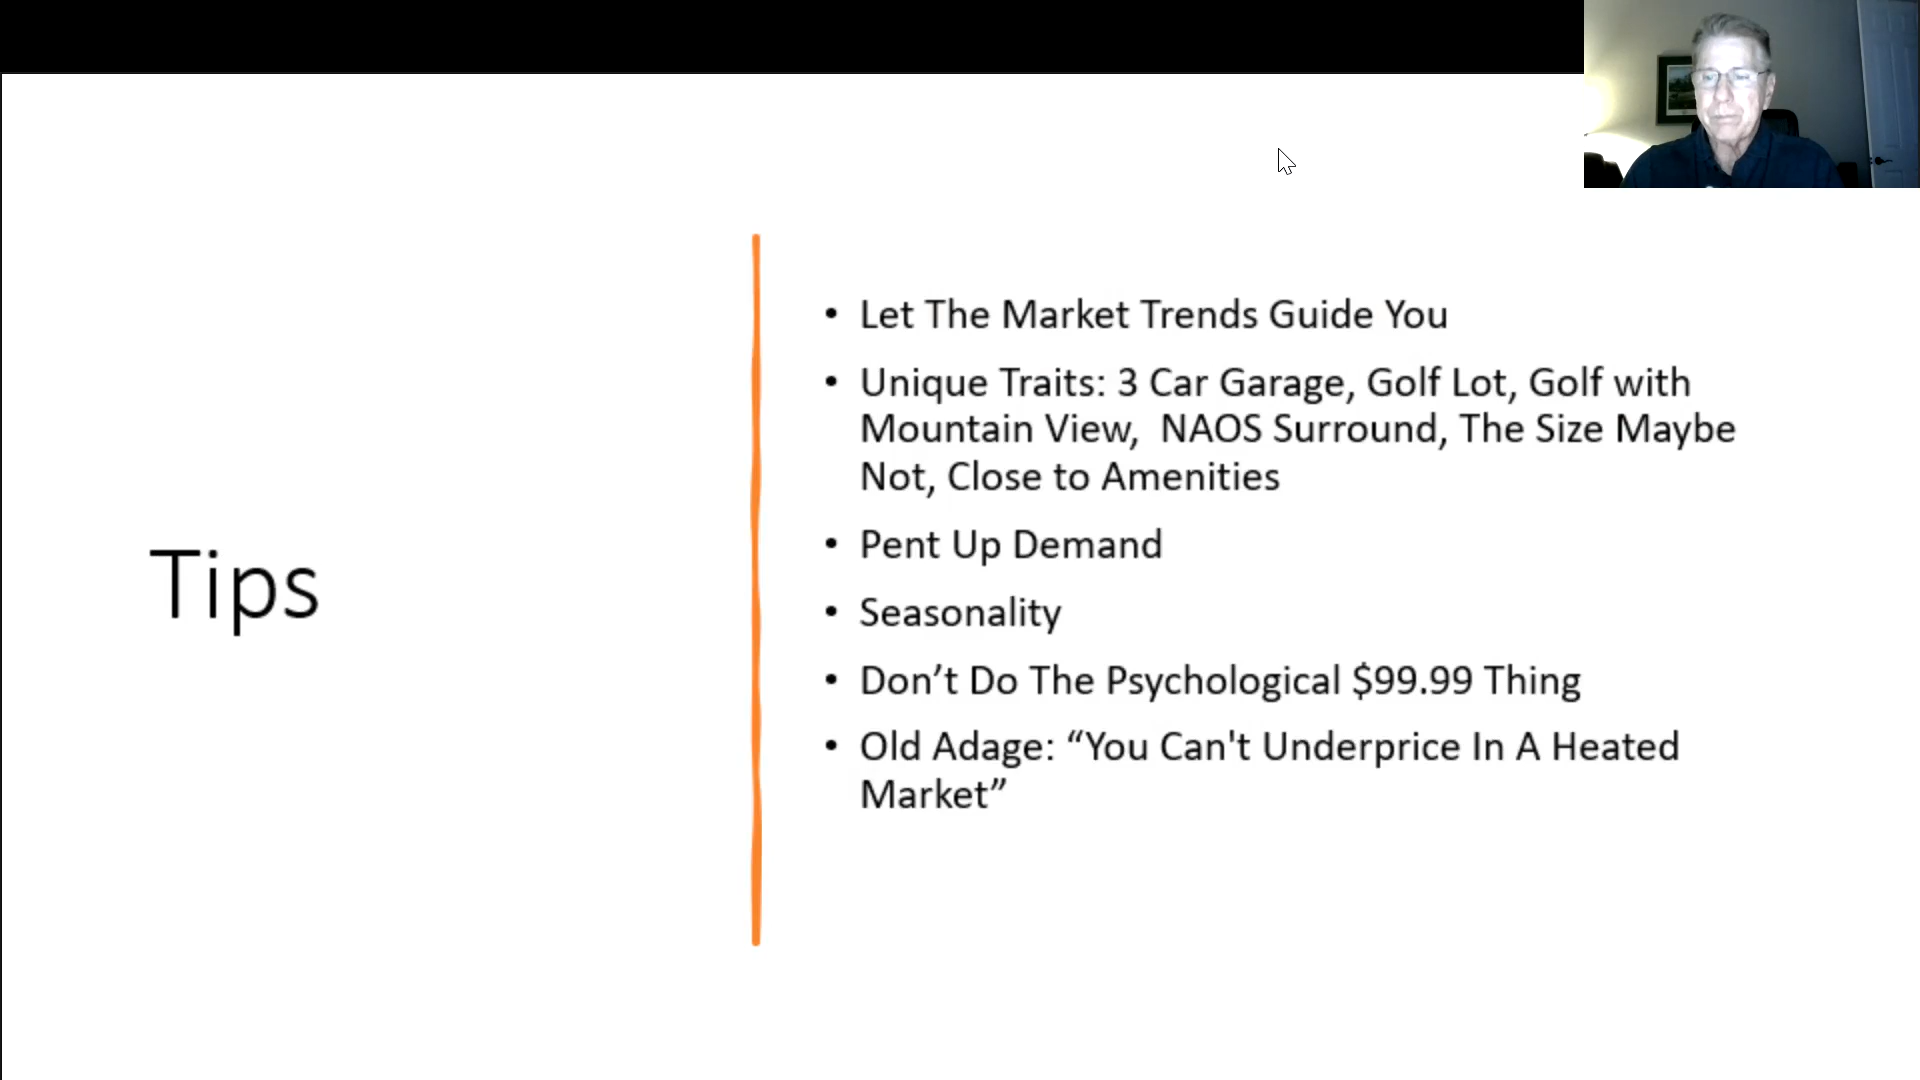 Tips
• Let The Market Trends Guide You
• Unique Traits: 3 Car Garage, Golf Lot, Golf with
Mountain View,  NAOS Surround, The Size Maybe
Not, Close to Amenities
• Pent Up Demand
• Seasonality
• Don’t Do The Psychological $99.99 Thing
• Old Adage: “You Can't Underprice In A Heated
Market”